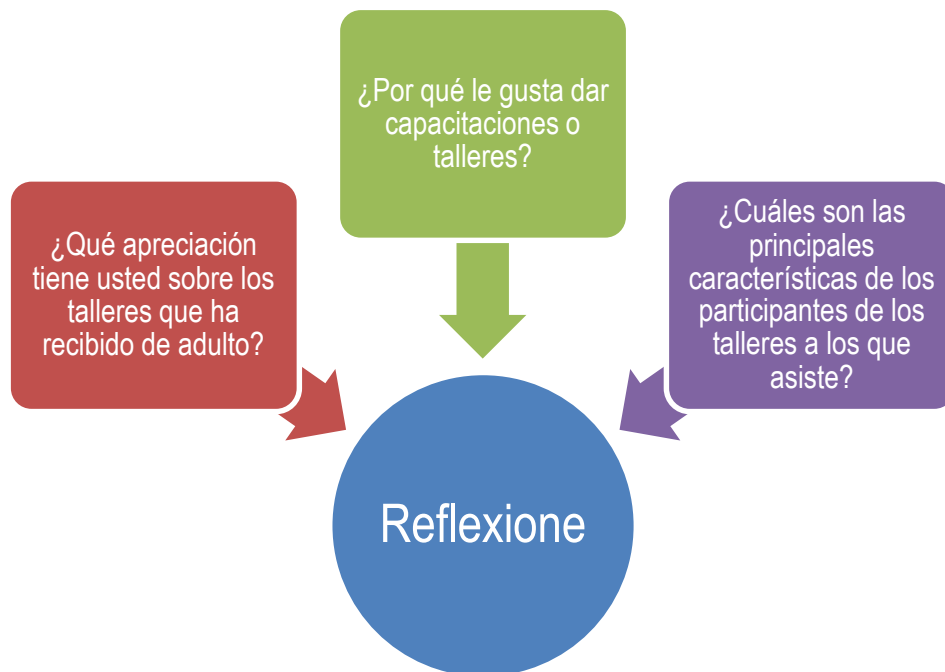 ¿Qué apreciación
tiene usted sobre los
talleres que ha
recibido de adulto?
¿Por qué le gusta dar
capacitaciones o
talleres?
¿Cuáles son las
principales
característícas de los
participantes de los
talleres a los que
asiste?
Reflexione